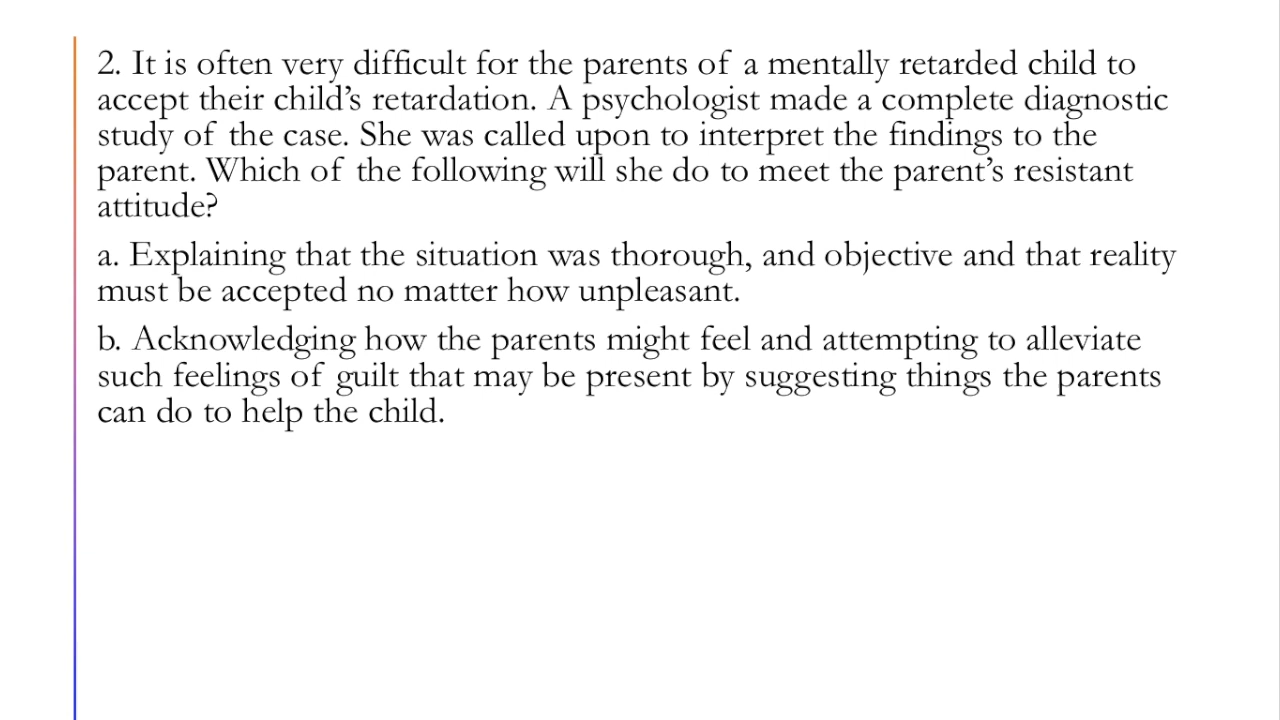 2. It is often very difficult for the parents of a mentally retarded child to
accept their child’s retardation. A psychologist made a complete diagnostic
study of the case. She was called upon to interpret the findings to the
parent. Which of the following will she do to meet the parent’s resistant
attitude?
a. Explaining that the situation was thorough, and objective and that reality
must be accepted no matter how unpleasant.
b. Acknowledging how the parents might feel and attempting to alleviate
such feelings of guilt that may be present by suggesting things the parents
can do to help the child.